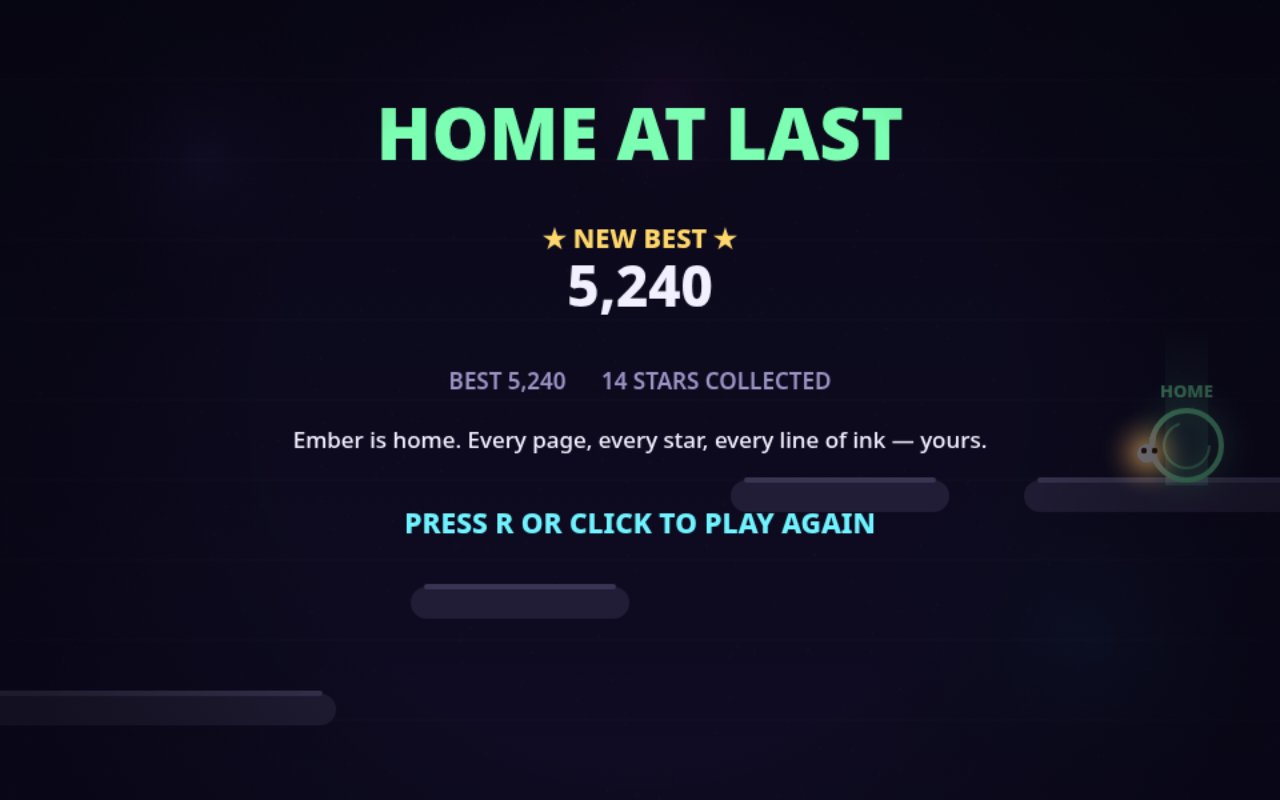 HOME AT LAST
★ NEW BEST ★
5,240
BEST 5,240 14 STARS COLLECTED
HOME
Ember is home. Every page, every star, every line of ink — yours.
PRESS R OR CLICK TO PLAY AGAIN